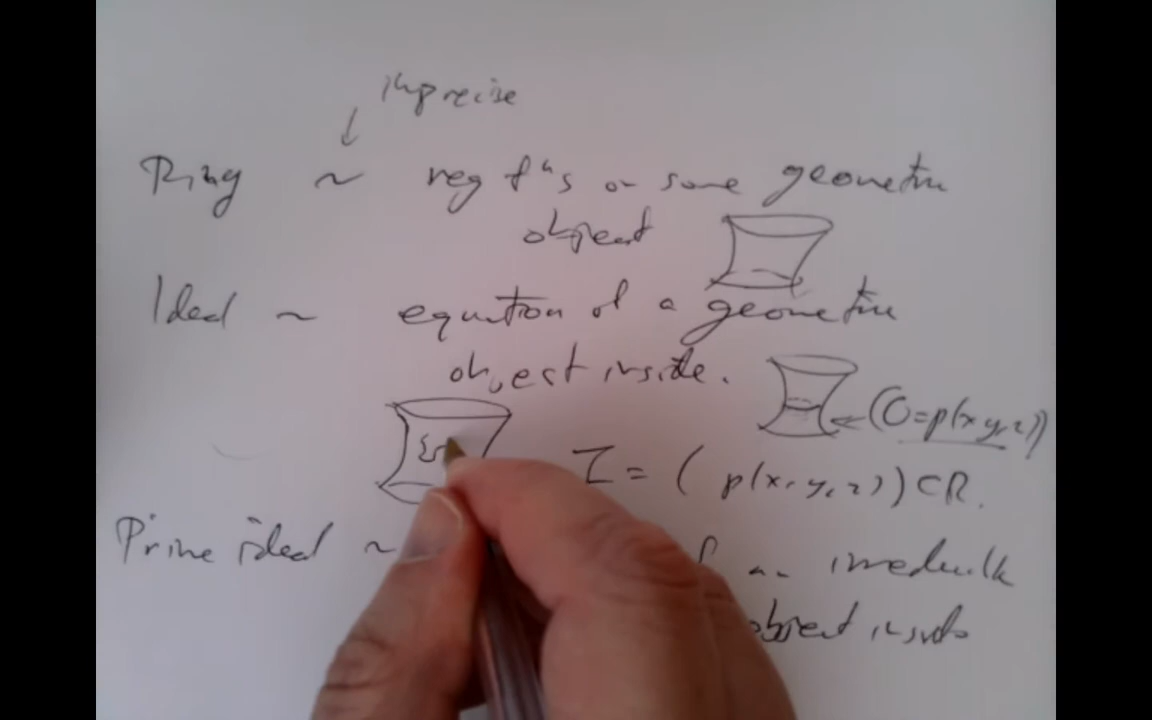 imprecise
↓
Ring ~ reg fⁿs on some geometric
object
Ideal ~ equation of a geometric
object inside.
(0=p(x,y,z))
I = ( p(x,y,z)) ⊂ R.
Prime ideal ~ irreducible
object inside